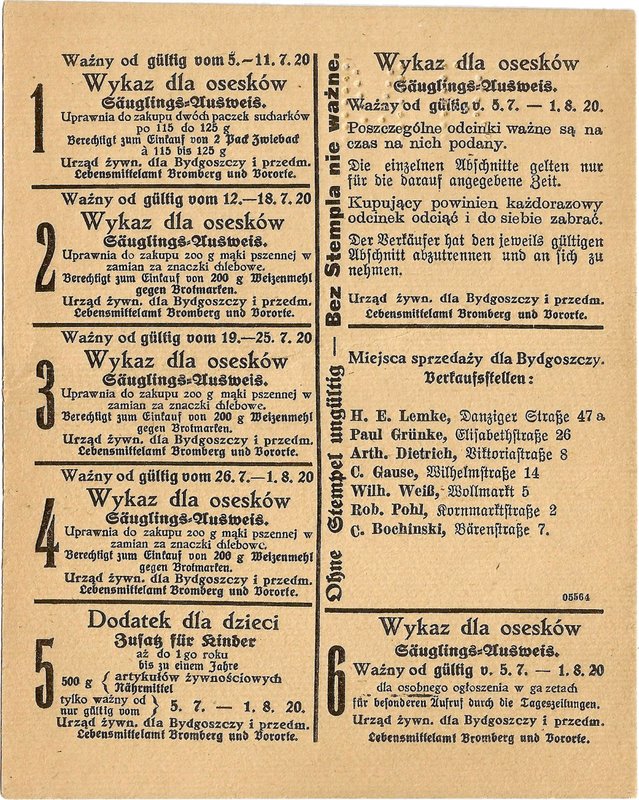 1
Ważny od gültig vom 5.—11. 7. 20
Wykaz dla osesków
Säuglings-Ausweis.
Uprawnia do zakupu dwóch paczek sucharków
po 115 do 125 g
Berechtigt zum Einkauf von 2 Pack Zwieback
à 115 bis 125 g
Urząd żywn. dla Bydgoszczy i przedm.
Lebensmittelamt Bromberg und Vororte.
2
Ważny od gültig vom 12.—18. 7. 20
Wykaz dla osesków
Säuglings-Ausweis.
Uprawnia do zakupu 200 g mąki pszennej w
zamian za znaczki chlebowe.
Berechtigt zum Einkauf von 200 g Weizenmehl
gegen Brotmarken.
Urząd żywn. dla Bydgoszczy i przedm.
Lebensmittelamt Bromberg und Vororte.
3
Ważny od gültig vom 19.—25. 7. 20
Wykaz dla osesków
Säuglings-Ausweis.
Uprawnia do zakupu 200 g mąki pszennej w
zamian za znaczki chlebowe.
Berechtigt zum Einkauf von 200 g Weizenmehl
gegen Brotmarken.
Urząd żywn. dla Bydgoszczy i przedm.
Lebensmittelamt Bromberg und Vororte.
4
Ważny od gültig vom 26. 7.—1. 8. 20
Wykaz dla osesków
Säuglings-Ausweis.
Uprawnia do zakupu 200 g mąki pszennej w
zamian za znaczki chlebowe.
Berechtigt zum Einkauf von 200 g Weizenmehl
gegen Brotmarken.
Urząd żywn. dla Bydgoszczy i przedm.
Lebensmittelamt Bromberg und Vororte.
5
Dodatek dla dzieci
Zusatz für Kinder
aż do 1 go roku
bis zu einem Jahre
500 g { artykułów żywnościowych
Nährmittel
tylko ważny od
nur gültig vom } 5. 7. — 1. 8. 20.
Urząd żywn. dla Bydgoszczy i przedm.
Lebensmittelamt Bromberg und Vororte.
Ohne Stempel ungültig — Bez Stempla nie ważne.
Wykaz dla osesków
Säuglings-Ausweis.
Ważny od gültig v. 5. 7. — 1. 8. 20.
Poszczególne odcinki ważne są na
czas na nich podany.
Die einzelnen Abschnitte gelten nur
für die darauf angegebene Zeit.
Kupujący powinien każdorazowy
odcinek odciąć i do siebie zabrać.
Der Verkäufer hat den jeweils gültigen
Abschnitt abzutrennen und an sich zu
nehmen.
Urząd żywn. dla Bydgoszczy i przedm.
Lebensmittelamt Bromberg und Vororte.
Miejsca sprzedaży dla Bydgoszczy.
Verkaufsstellen:
H. E. Lemke, Danziger Straße 47 a
Paul Grünke, Elisabethstraße 26
Arth. Dietrich, Viktoriastraße 8
C. Gause, Wilhelmstraße 14
Wilh. Weiß, Wollmarkt 5
Rob. Pohl, Kornmarktstraße 2
C. Bochinski, Bärenstraße 7.
05564
6
Wykaz dla osesków
Säuglings-Ausweis.
Ważny od gültig v. 5. 7. — 1. 8. 20
dla osobnego ogłoszenia w ga zetach
für besonderen Aufruf durch die Tageszeitungen.
Urząd żywn. dla Bydgoszczy i przedm.
Lebensmittelamt Bromberg und Vororte.